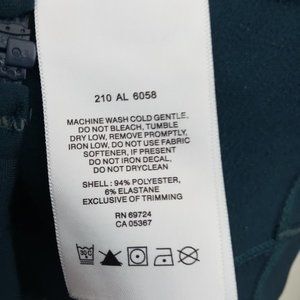 210 AL 6058
MACHINE WASH COLD GENTLE,
DO NOT BLEACH, TUMBLE
DRY LOW, REMOVE PROMPTLY,
IRON LOW, DO NOT USE FABRIC
SOFTENER, IF PRESENT
DO NOT IRON DECAL,
DO NOT DRYCLEAN
SHELL : 94% POLYESTER,
6% ELASTANE
EXCLUSIVE OF TRIMMING
RN 69724
CA 05367